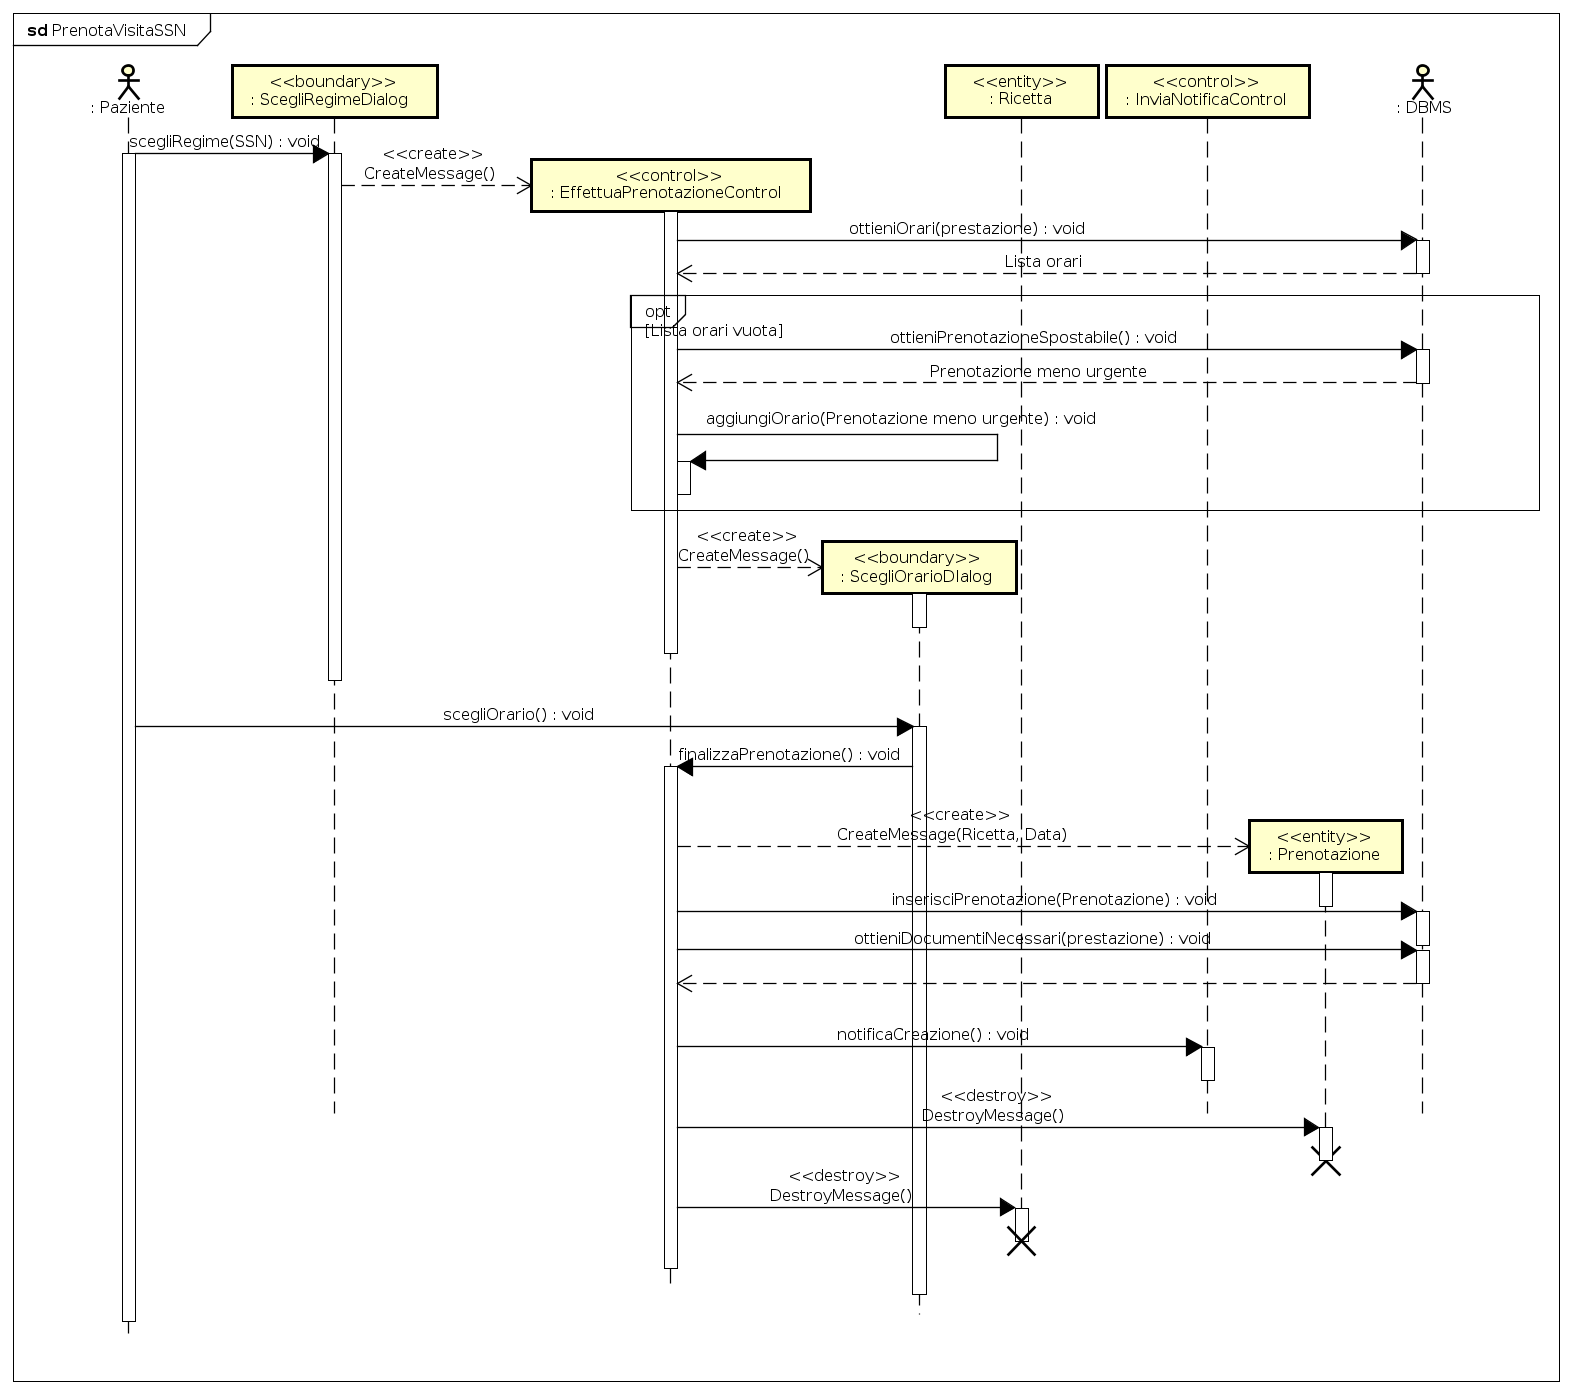 sd PrenotaVisitaSSN
: Paziente
<<boundary>>
: ScegliRegimeDialog
<<entity>>
: Ricetta
<<control>>
: InviaNotificaControl
: DBMS
scegliRegime(SSN) : void
<<create>>
CreateMessage()
<<control>>
: EffettuaPrenotazioneControl
ottieniOrari(prestazione) : void
Lista orari
opt
[Lista orari vuota]
ottieniPrenotazioneSpostabile() : void
Prenotazione meno urgente
aggiungiOrario(Prenotazione meno urgente) : void
<<create>>
CreateMessage()
<<boundary>>
: ScegliOrarioDIalog
scegliOrario() : void
finalizzaPrenotazione() : void
<<create>>
CreateMessage(Ricetta, Data)
<<entity>>
: Prenotazione
inserisciPrenotazione(Prenotazione) : void
ottieniDocumentiNecessari(prestazione) : void
notificaCreazione() : void
<<destroy>>
DestroyMessage()
<<destroy>>
DestroyMessage()